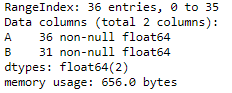 RangeIndex: 36 entries, 0 to 35
Data columns (total 2 columns):
A    36 non-null float64
B    31 non-null float64
dtypes: float64(2)
memory usage: 656.0 bytes